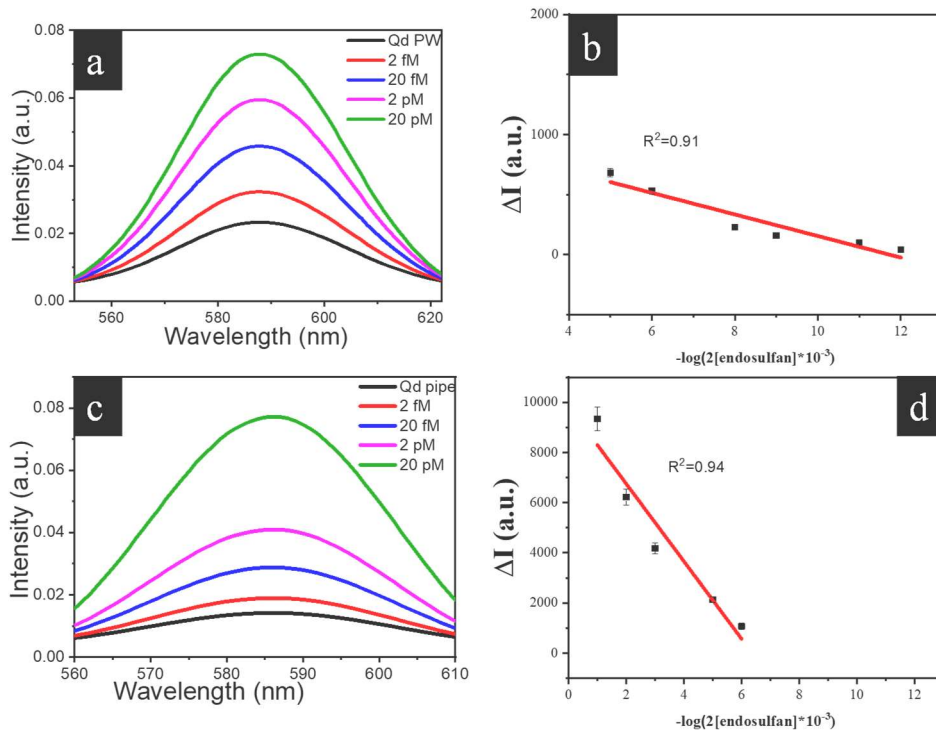 a
Qd PW
2 fM
20 fM
2 pM
20 pM
0.08
0.06
0.04
0.02
0.00
Intensity (a.u.)
560 580 600 620
Wavelength (nm)
b
R²=0.91
2000
1000
0
ΔI (a.u.)
4 6 8 10 12
-log(2[endosulfan]*10⁻³)
c
Qd pipe
2 fM
20 fM
2 pM
20 pM
0.08
0.06
0.04
0.02
0.00
Intensity (a.u.)
560 570 580 590 600 610
Wavelength (nm)
d
R²=0.94
10000
8000
6000
4000
2000
0
ΔI (a.u.)
0 2 4 6 8 10 12
-log(2[endosulfan]*10⁻³)